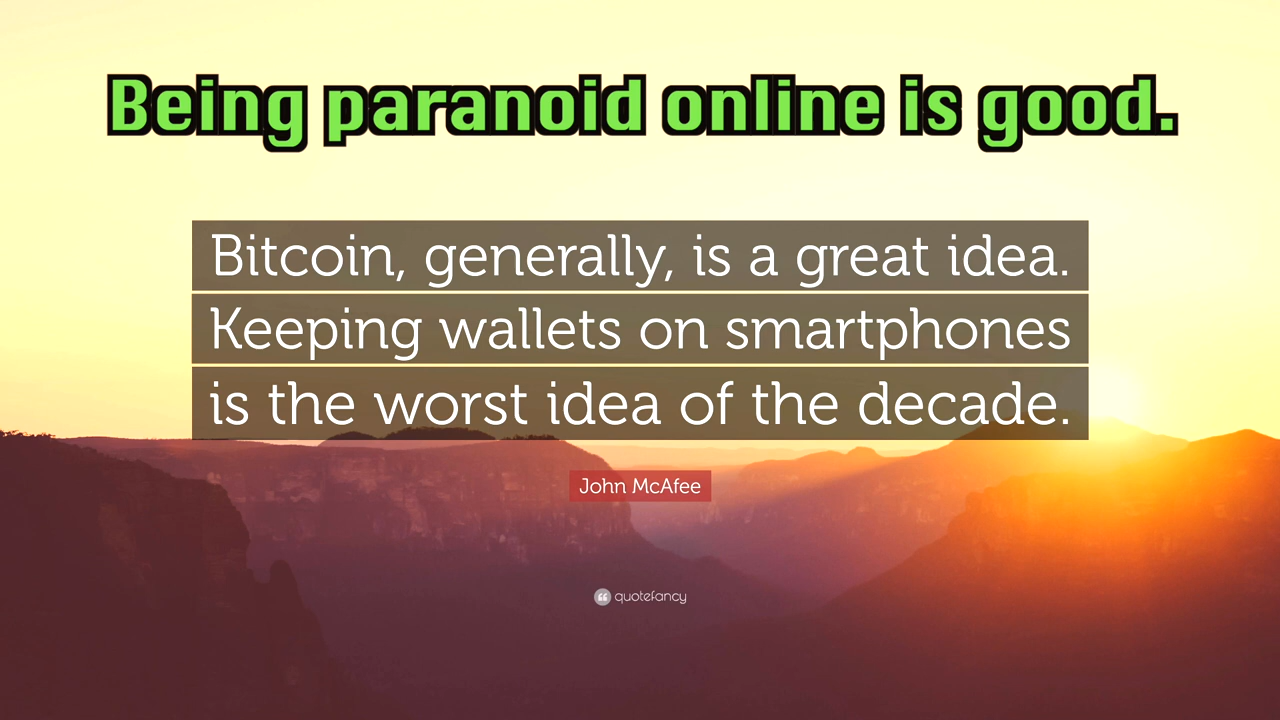 Being paranoid online is good.
Bitcoin, generally, is a great idea.
Keeping wallets on smartphones
is the worst idea of the decade.
John McAfee
quotefancy